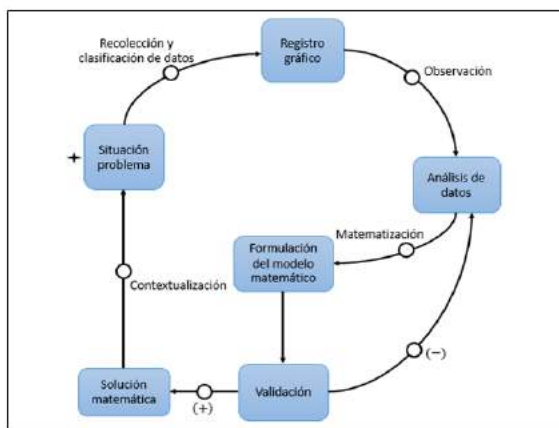 Recolección y
clasificación de datos
Registro
gráfico
Observación
+
Situación
problema
Análisis de
datos
Matematización
Formulación
del modelo
matemático
Contextualización
(−)
Solución
matemática
(+)
Validación